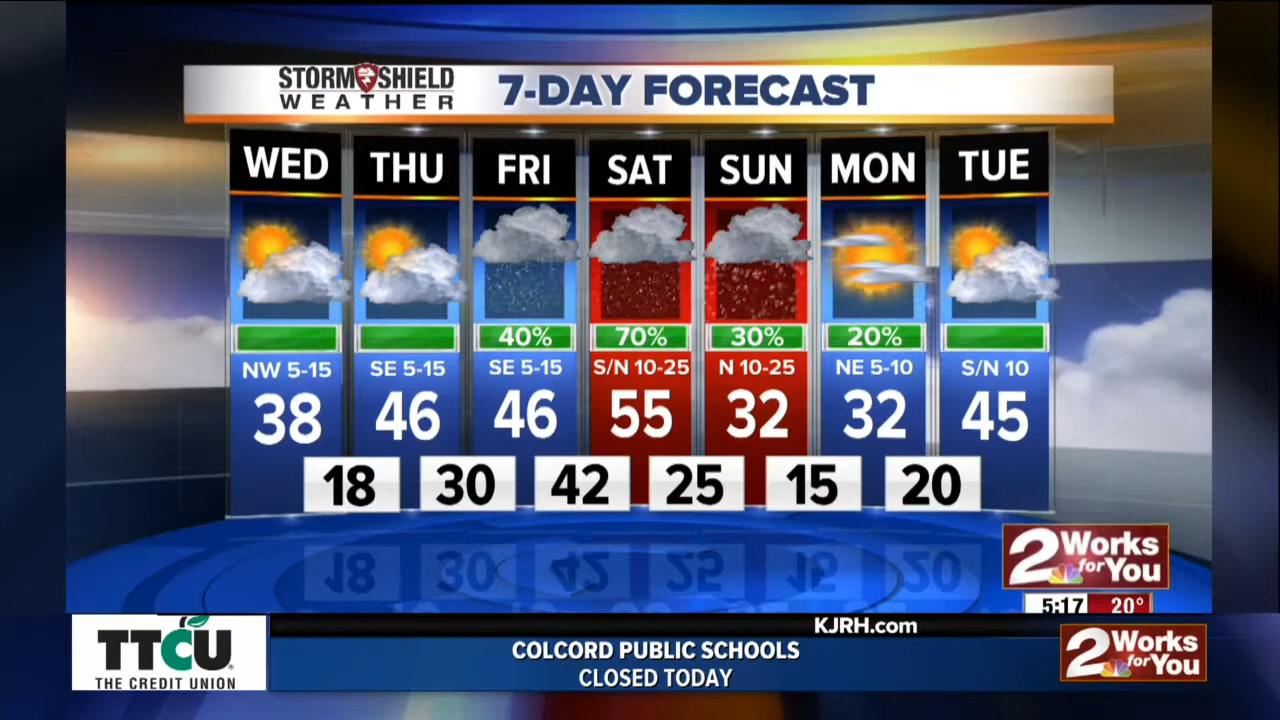 STORM SHIELD
WEATHER
7-DAY FORECAST
WED THU FRI SAT SUN MON TUE
40% 70% 30% 20%
NW 5-15 SE 5-15 SE 5-15 S/N 10-25 N 10-25 NE 5-10 S/N 10
38 46 46 55 32 32 45
18 30 42 25 15 20
2 Works for You
5:17 20°
KJRH.com
TTCU
THE CREDIT UNION
COLCORD PUBLIC SCHOOLS
CLOSED TODAY
2 Works for You